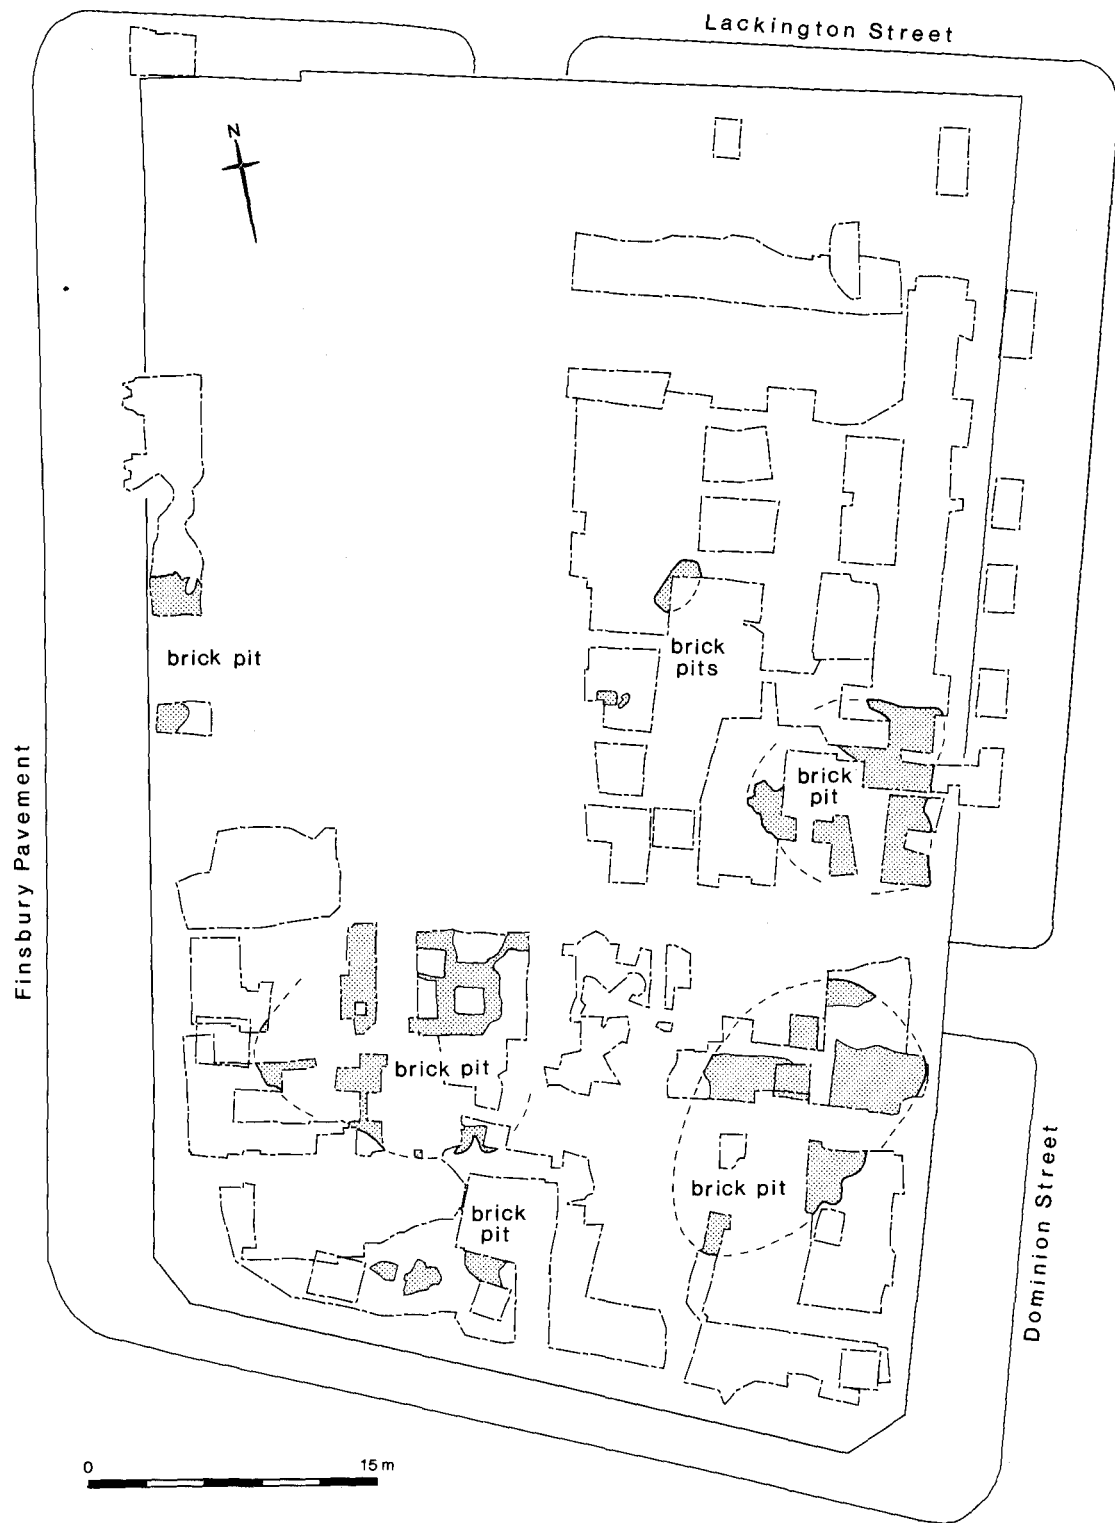 Lackington Street
N
brick pit
brick
pits
brick
pit
Finsbury Pavement
brick pit
brick pit
brick
pit
Dominion Street
0 15 m